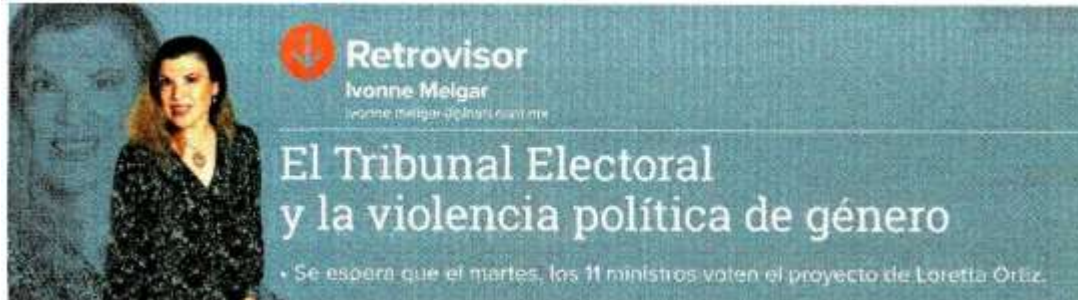 Retrovisor
Ivonne Melgar
El Tribunal Electoral
y la violencia política de género
• Se espera que el martes, los 11 ministros voten el proyecto de Loretta Ortiz.